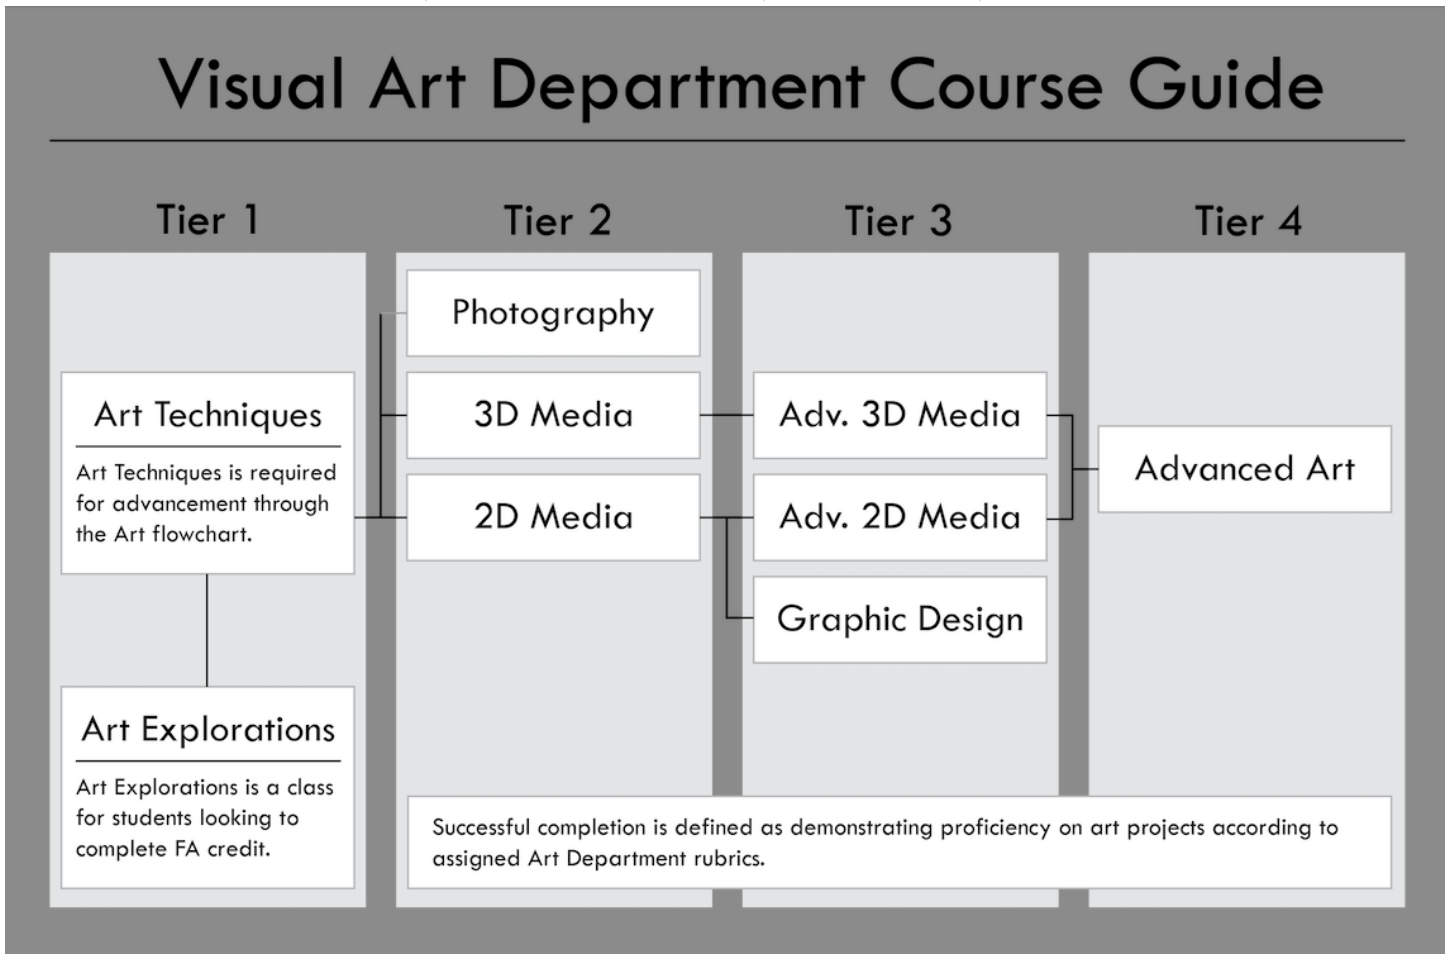 Visual Art Department Course Guide
Tier 1
Tier 2
Tier 3
Tier 4
Art Techniques
Art Techniques is required
for advancement through
the Art flowchart.
Art Explorations
Art Explorations is a class
for students looking to
complete FA credit.
Photography
3D Media
2D Media
Adv. 3D Media
Adv. 2D Media
Graphic Design
Advanced Art
Successful completion is defined as demonstrating proficiency on art projects according to
assigned Art Department rubrics.